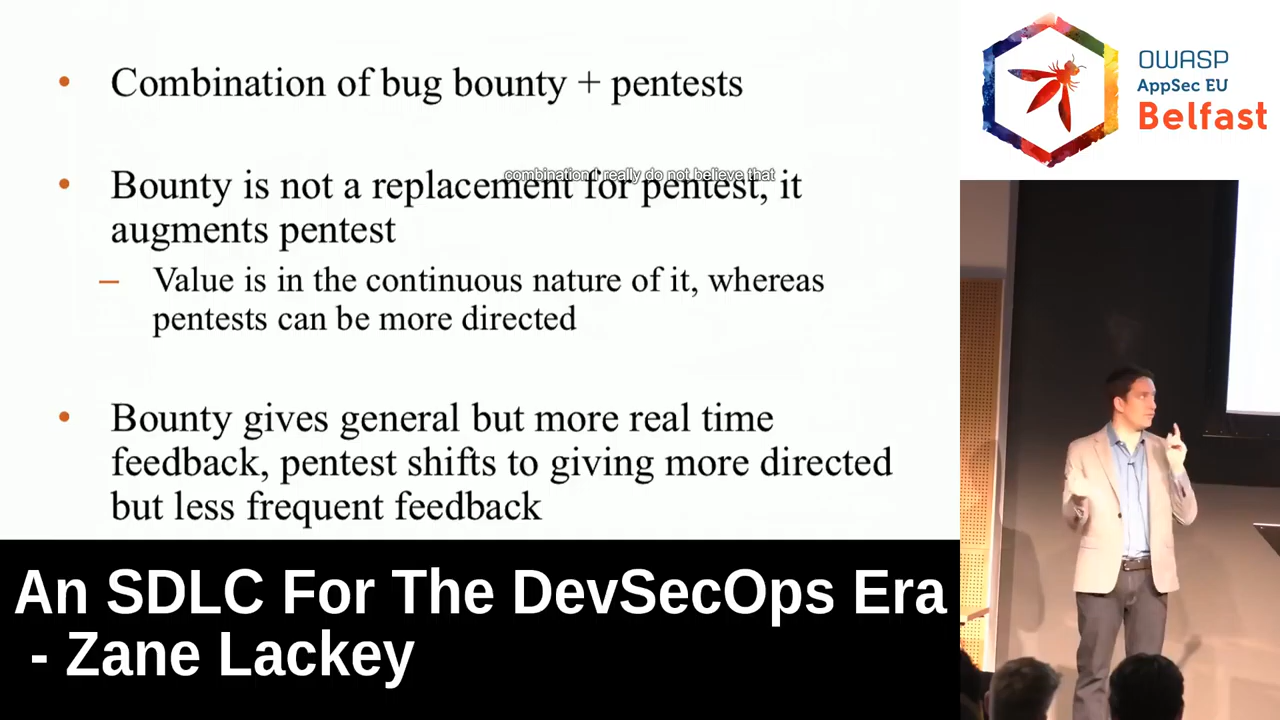 • Combination of bug bounty + pentests
combination I really do not believe that
• Bounty is not a replacement for pentest, it
augments pentest
– Value is in the continuous nature of it, whereas
pentests can be more directed
• Bounty gives general but more real time
feedback, pentest shifts to giving more directed
but less frequent feedback
An SDLC For The DevSecOps Era
- Zane Lackey
OWASP
AppSec EU
Belfast